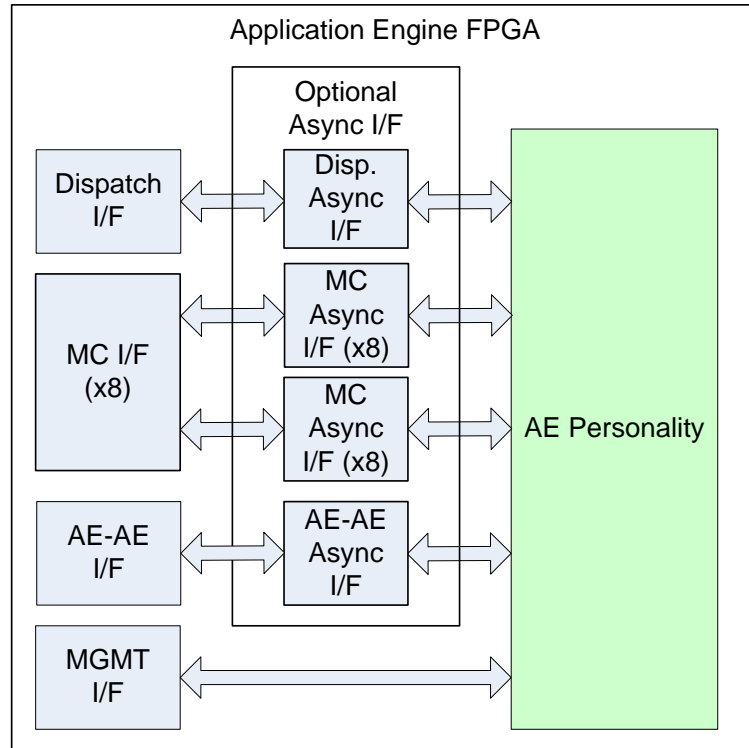 Application Engine FPGA
Optional
Async I/F
Dispatch
I/F
Disp.
Async
I/F
MC I/F
(x8)
MC
Async
I/F (x8)
MC
Async
I/F (x8)
AE Personality
AE-AE
I/F
AE-AE
Async
I/F
MGMT
I/F